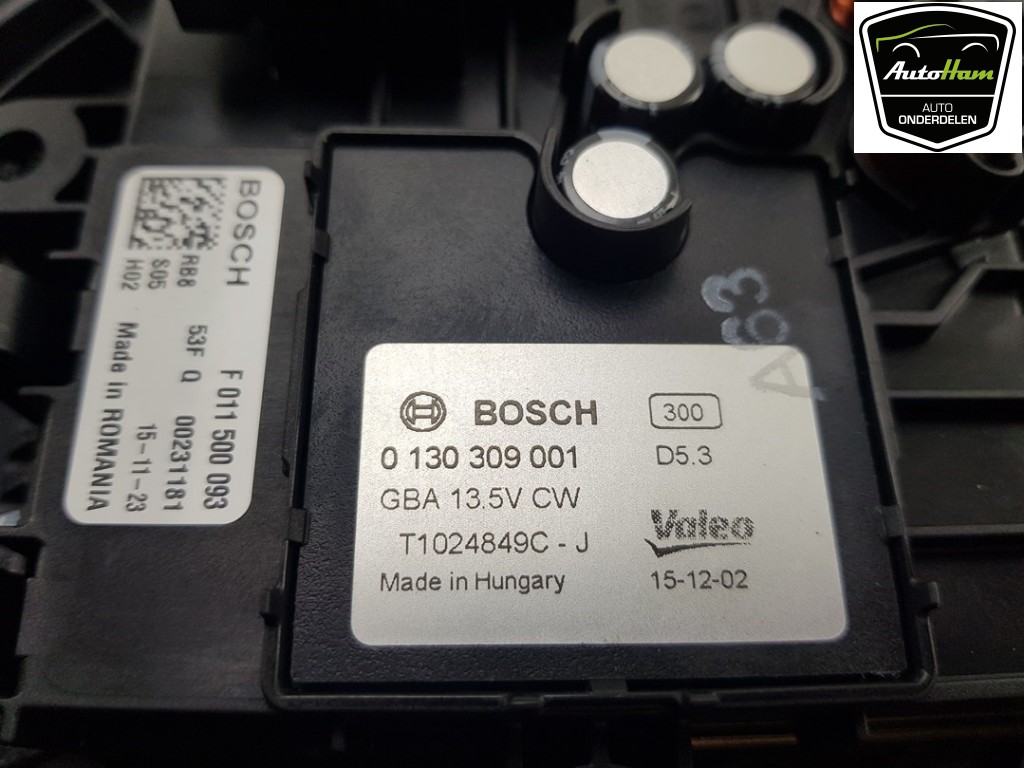 AutoHam
AUTO
ONDERDELEN
BOSCH
F 011 500 093
RB8 53F Q 00231181
S05 15-11-23
H02 Made in ROMANIA
A693
BOSCH 300
0 130 309 001 D5.3
GBA 13.5V CW
T1024849C - J Valeo
Made in Hungary 15-12-02